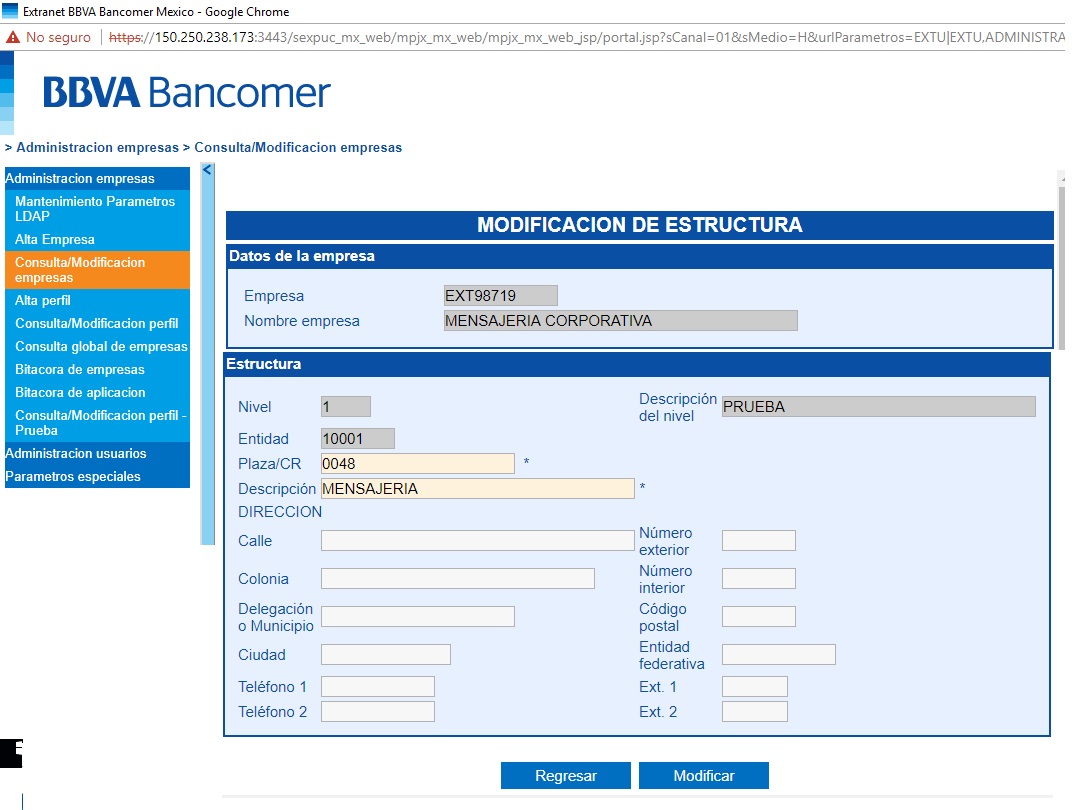 Extranet BBVA Bancomer Mexico - Google Chrome
No seguro | https://150.250.238.173:3443/sexpuc_mx_web/mpjx_mx_web/mpjx_mx_web_jsp/portal.jsp?sCanal=01&sMedio=H&urlParametros=EXTU|EXTU,ADMINISTRA
BBVA Bancomer
> Administracion empresas > Consulta/Modificacion empresas
Administracion empresas
Mantenimiento Parametros
LDAP
Alta Empresa
Consulta/Modificacion
empresas
Alta perfil
Consulta/Modificacion perfil
Consulta global de empresas
Bitacora de empresas
Bitacora de aplicacion
Consulta/Modificacion perfil -
Prueba
Administracion usuarios
Parametros especiales
<
MODIFICACION DE ESTRUCTURA
Datos de la empresa
Empresa EXT98719
Nombre empresa MENSAJERIA CORPORATIVA
Estructura
Nivel 1
Descripción
del nivel PRUEBA
Entidad 10001
Plaza/CR 0048 *
Descripción MENSAJERIA *
DIRECCION
Calle
Número
exterior
Colonia
Número
interior
Delegación
o Municipio
Código
postal
Ciudad
Entidad
federativa
Teléfono 1
Ext. 1
Teléfono 2
Ext. 2
Regresar
Modificar